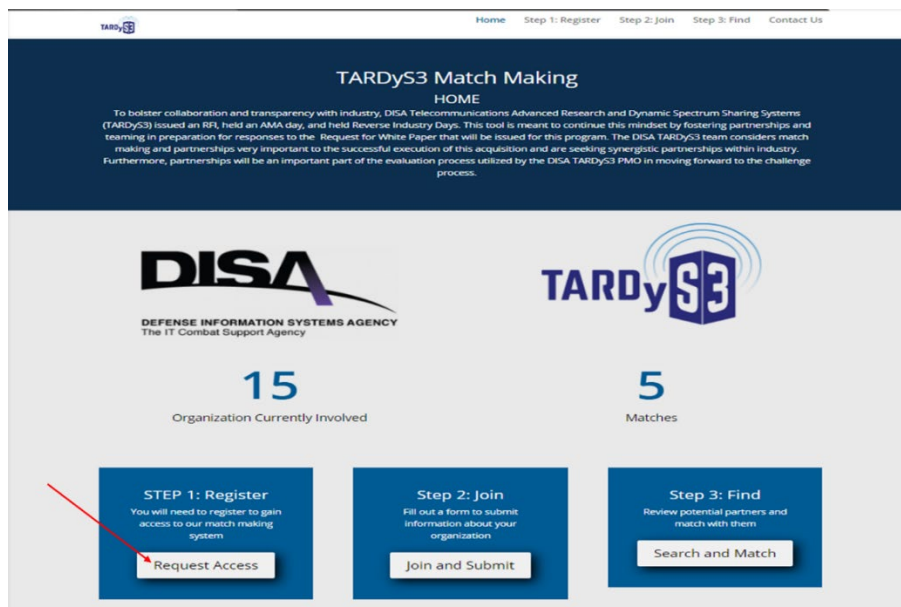 TARDyS3
Home Step 1: Register Step 2: Join Step 3: Find Contact Us
TARDyS3 Match Making
HOME
To bolster collaboration and transparency with industry, DISA Telecommunications Advanced Research and Dynamic Spectrum Sharing Systems
(TARDyS3) issued an RFI, held an AMA day, and held Reverse Industry Days. This tool is meant to continue this mindset by fostering partnerships and
teaming in preparation for responses to the Request for White Paper that will be issued for this program. The DISA TARDyS3 team considers match
making and partnerships very important to the successful execution of this acquisition and are seeking synergistic partnerships within industry.
Furthermore, partnerships will be an important part of the evaluation process utilized by the DISA TARDyS3 PMO in moving forward to the challenge
process.
DISA
DEFENSE INFORMATION SYSTEMS AGENCY
The IT Combat Support Agency
TARDyS3
15
Organization Currently Involved
5
Matches
STEP 1: Register
You will need to register to gain
access to our match making
system
Request Access
Step 2: Join
Fill out a form to submit
information about your
organization
Join and Submit
Step 3: Find
Review potential partners and
match with them
Search and Match